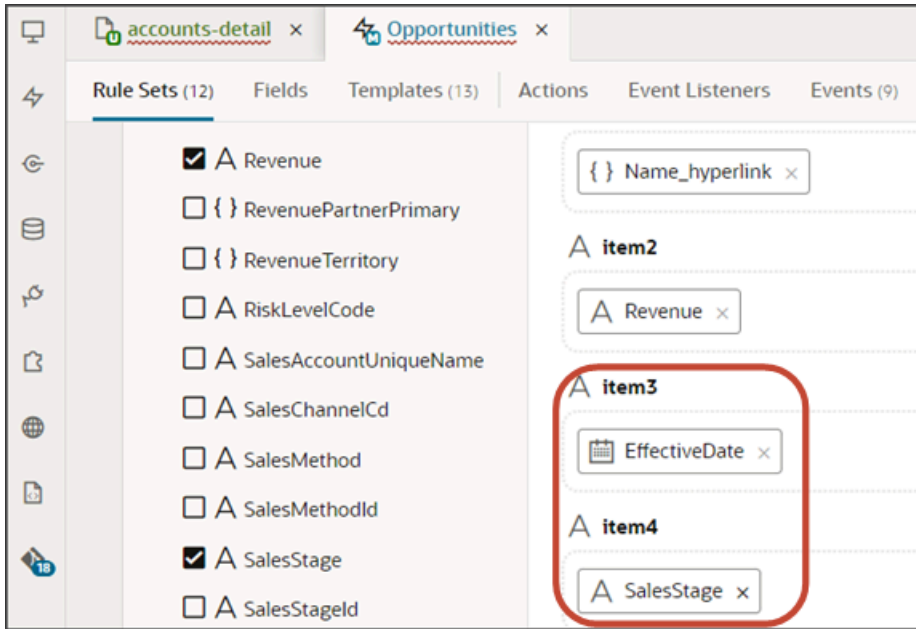 accounts-detail ×
Opportunities ×
Rule Sets (12)
Fields
Templates (13)
Actions
Event Listeners
Events (9)
A Revenue
{ } RevenuePartnerPrimary
{ } RevenueTerritory
A RiskLevelCode
A SalesAccountUniqueName
A SalesChannelCd
A SalesMethod
A SalesMethodId
A SalesStage
A SalesStageId
{ } Name_hyperlink ×
A item2
A Revenue ×
A item3
EffectiveDate ×
A item4
A SalesStage ×
U
M
18